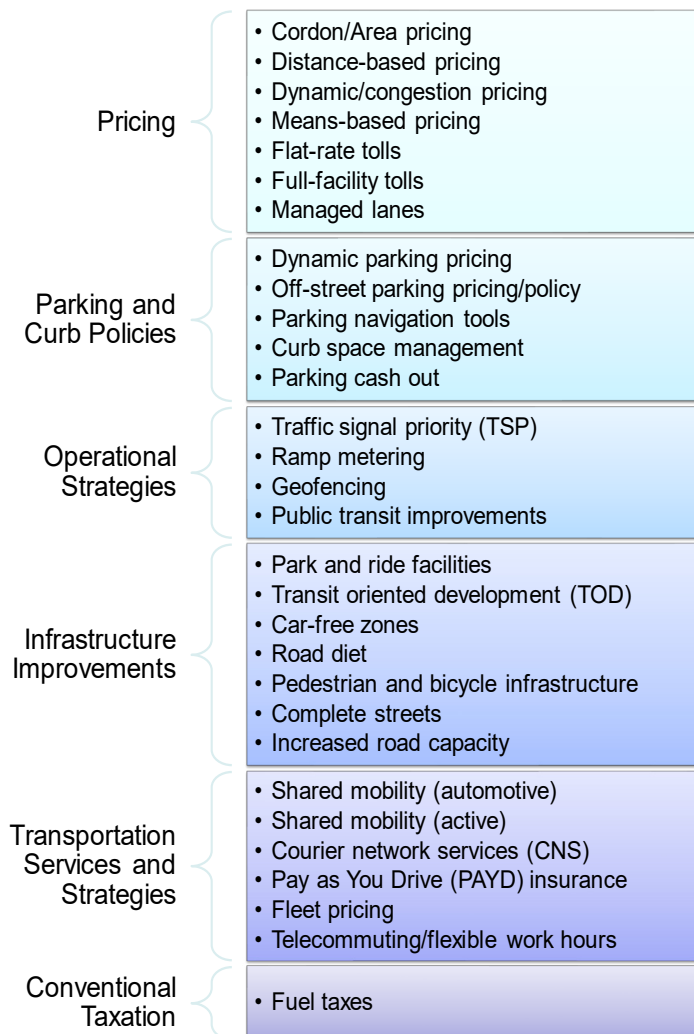 Pricing
• Cordon/Area pricing
• Distance-based pricing
• Dynamic/congestion pricing
• Means-based pricing
• Flat-rate tolls
• Full-facility tolls
• Managed lanes
Parking and
Curb Policies
• Dynamic parking pricing
• Off-street parking pricing/policy
• Parking navigation tools
• Curb space management
• Parking cash out
Operational
Strategies
• Traffic signal priority (TSP)
• Ramp metering
• Geofencing
• Public transit improvements
Infrastructure
Improvements
• Park and ride facilities
• Transit oriented development (TOD)
• Car-free zones
• Road diet
• Pedestrian and bicycle infrastructure
• Complete streets
• Increased road capacity
Transportation
Services and
Strategies
• Shared mobility (automotive)
• Shared mobility (active)
• Courier network services (CNS)
• Pay as You Drive (PAYD) insurance
• Fleet pricing
• Telecommuting/flexible work hours
Conventional
Taxation
• Fuel taxes